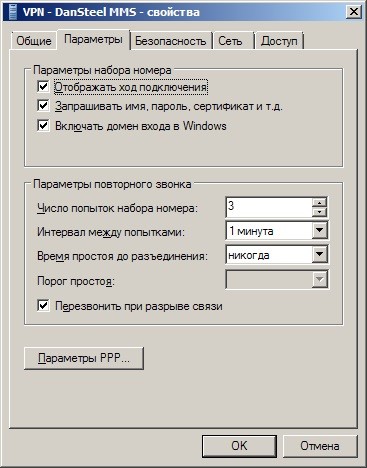 VPN - DanSteel MMS - свойства
Общие Параметры Безопасность Сеть Доступ
Параметры набора номера
Отображать ход подключения
Запрашивать имя, пароль, сертификат и т.д.
Включать домен входа в Windows
Параметры повторного звонка
Число попыток набора номера: 3
Интервал между попытками: 1 минута
Время простоя до разъединения: никогда
Порог простоя:
Перезвонить при разрыве связи
Параметры PPP...
OK Отмена